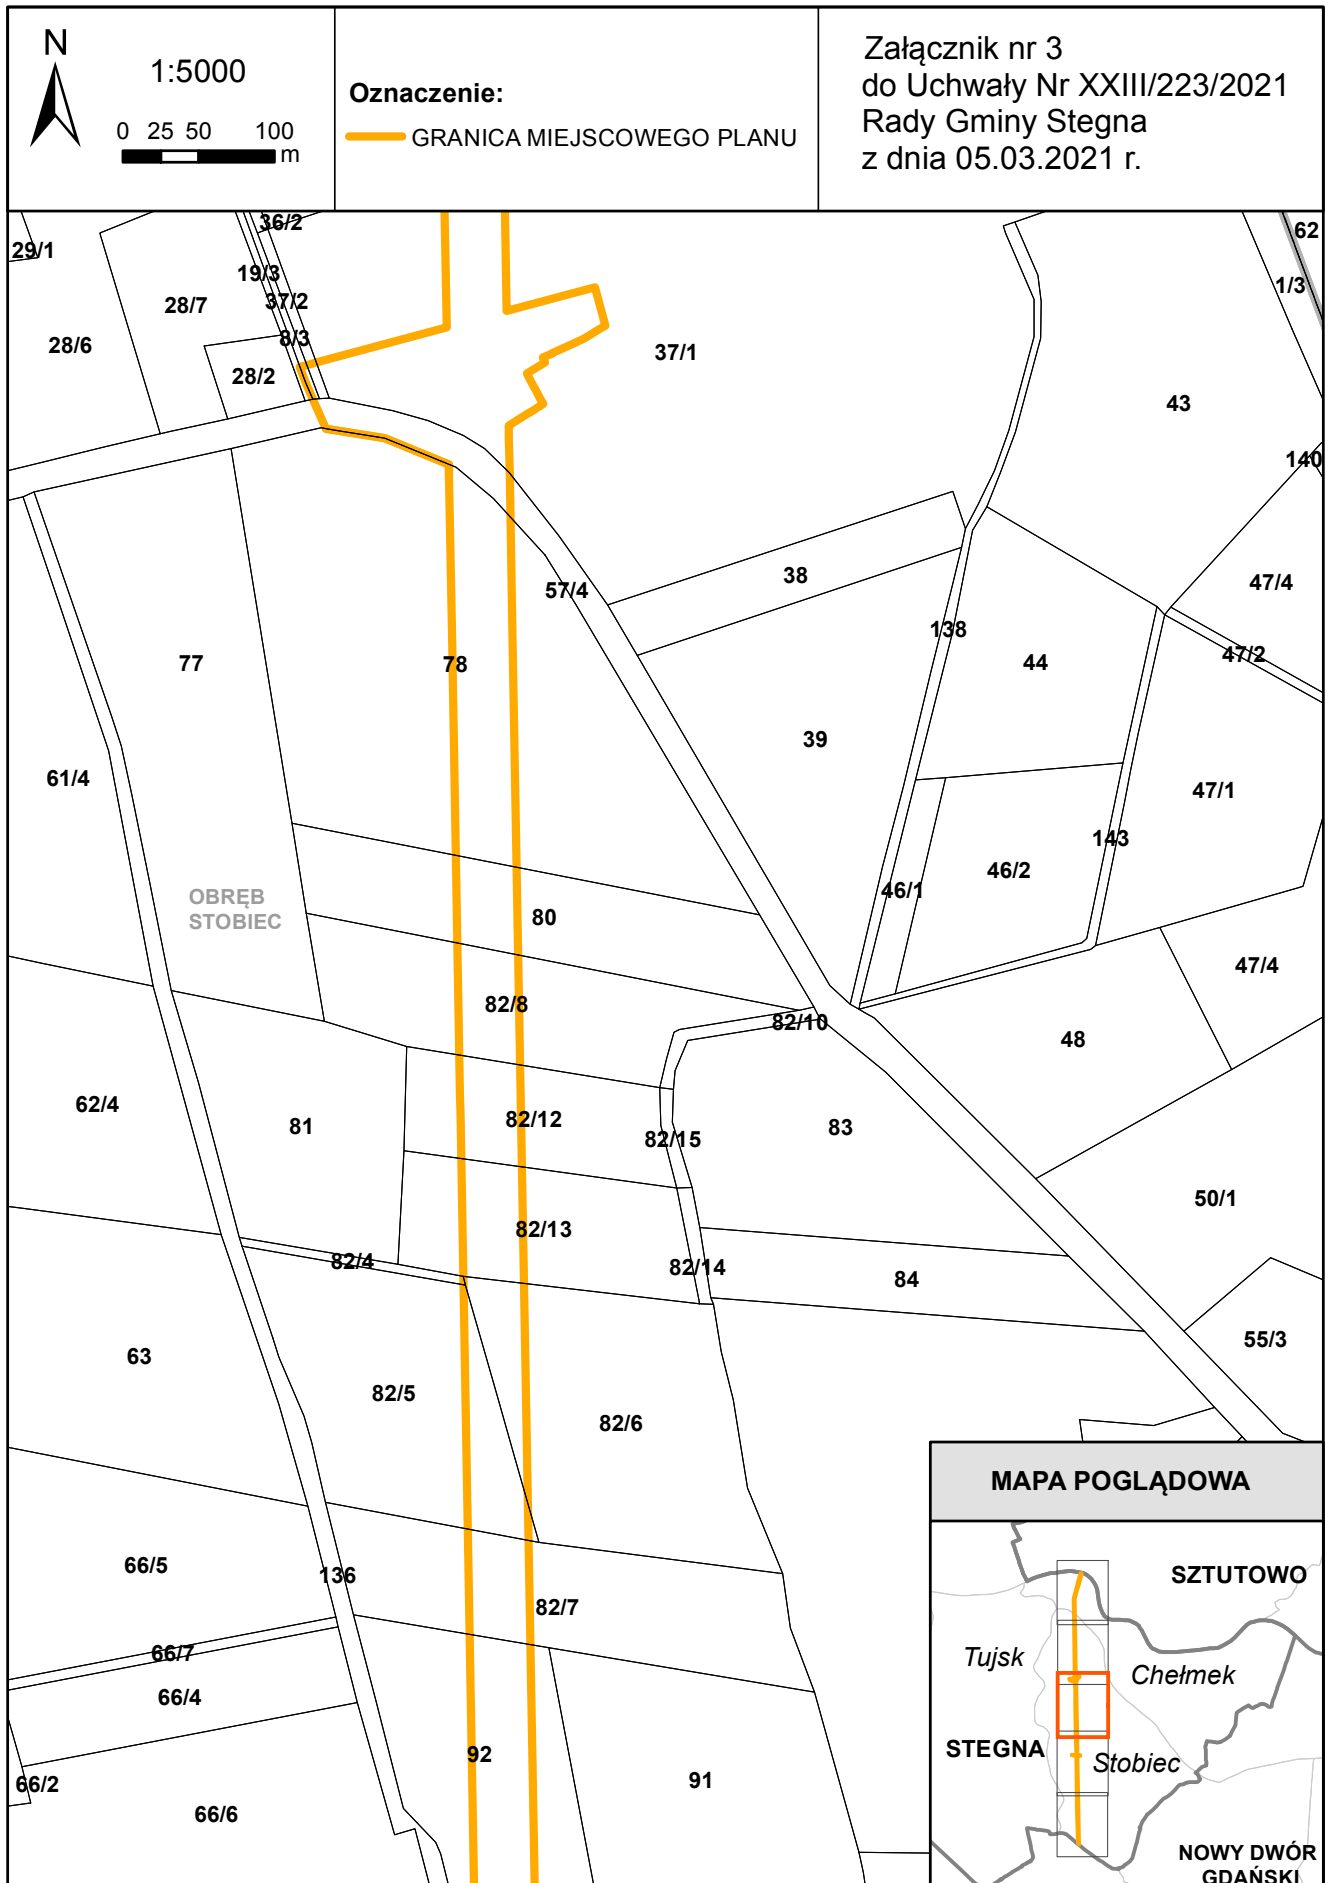 N
1:5000
0 25 50 100
m
Oznaczenie:
GRANICA MIEJSCOWEGO PLANU
Załącznik nr 3
do Uchwały Nr XXIII/223/2021
Rady Gminy Stegna
z dnia 05.03.2021 r.
36/2
62
29/1
19/3
1/3
37/2
28/7
8/3
28/6
37/1
28/2
43
140
38
47/4
57/4
138
47/2
77
78
44
39
61/4
47/1
143
46/2
46/1
OBRĘB
STOBIEC
80
47/4
82/8
82/10
48
62/4
82/12
81
83
82/15
50/1
82/13
82/4
82/14
84
55/3
63
82/5
82/6
66/5
136
82/7
66/7
66/4
92
91
66/2
66/6
MAPA POGLĄDOWA
SZTUTOWO
Tujsk
Chełmek
STEGNA
Stobiec
NOWY DWÓR
GDAŃSKI